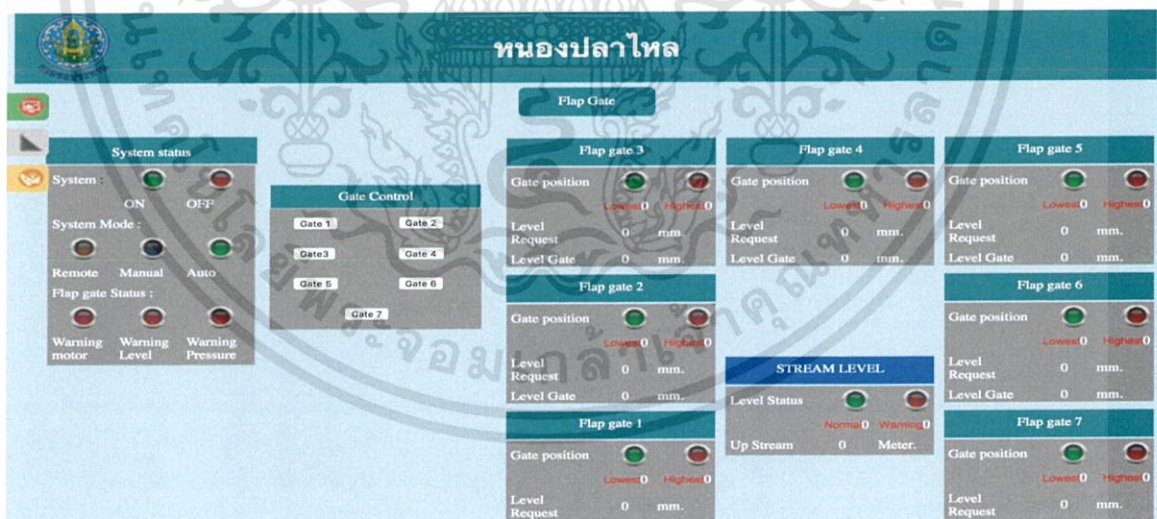 หนองปลาไหล
Flap Gate
System status
System :
ON OFF
System Mode :
Remote Manual Auto
Flap gate Status :
Warning motor Warning Level Warning Pressure
Gate Control
Gate 1 Gate 2
Gate3 Gate 4
Gate 5 Gate 6
Gate 7
Flap gate 3
Gate position
Lowest0 Highest0
Level Request 0 mm.
Level Gate 0 mm.
Flap gate 2
Gate position
Lowest0 Highest0
Level Request 0 mm.
Level Gate 0 mm.
Flap gate 1
Gate position
Lowest0 Highest0
Level Request 0 mm.
Flap gate 4
Gate position
Lowest0 Highest0
Level Request 0 mm.
Level Gate 0 mm.
STREAM LEVEL
Level Status
Normal0 Warning0
Up Stream 0 Meter.
Flap gate 5
Gate position
Lowest0 Highest0
Level Request 0 mm.
Level Gate 0 mm.
Flap gate 6
Gate position
Lowest0 Highest0
Level Request 0 mm.
Level Gate 0 mm.
Flap gate 7
Gate position
Lowest0 Highest0
Level Request 0 mm.